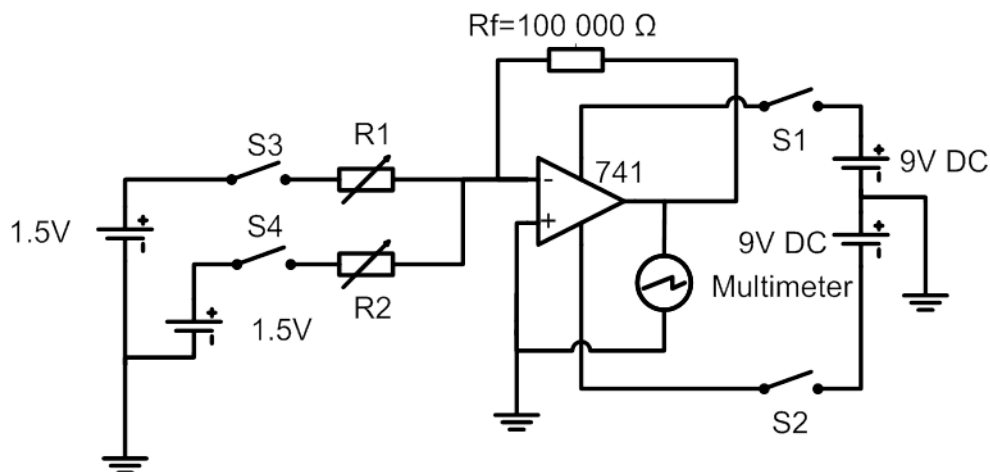 Rf=100 000 Ω
S1
9V DC
R1
S3
741
-
+
1.5V
S4
R2
1.5V
9V DC
Multimeter
S2